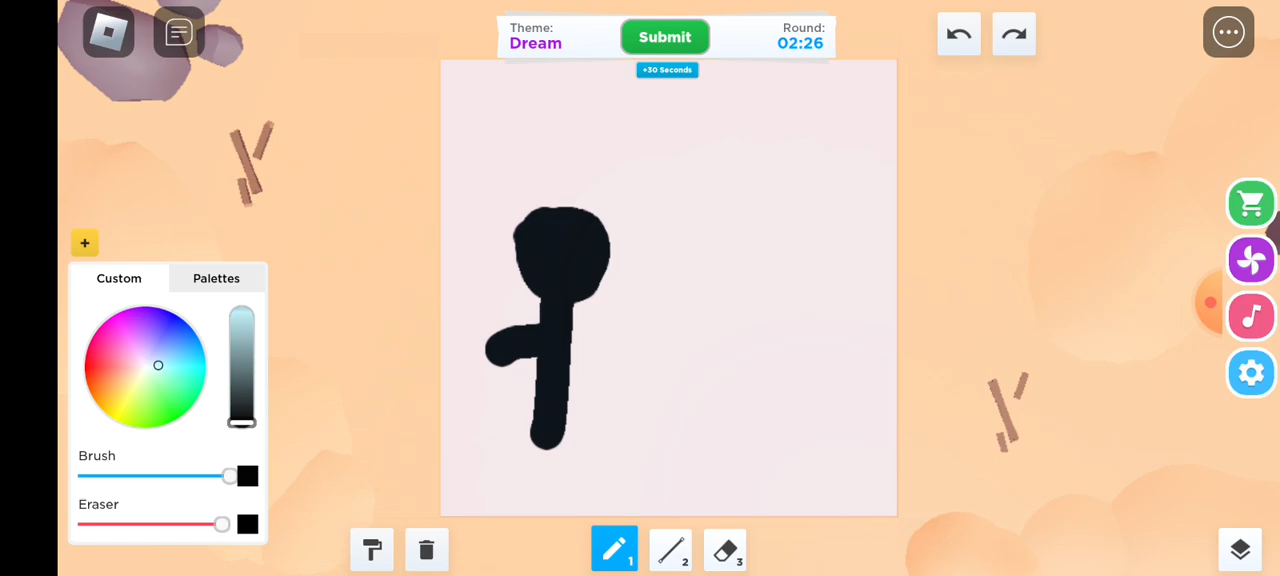 Theme:
Dream
Submit
Round:
02:26
+30 Seconds
+
Custom
Palettes
Brush
Eraser
1
2
3